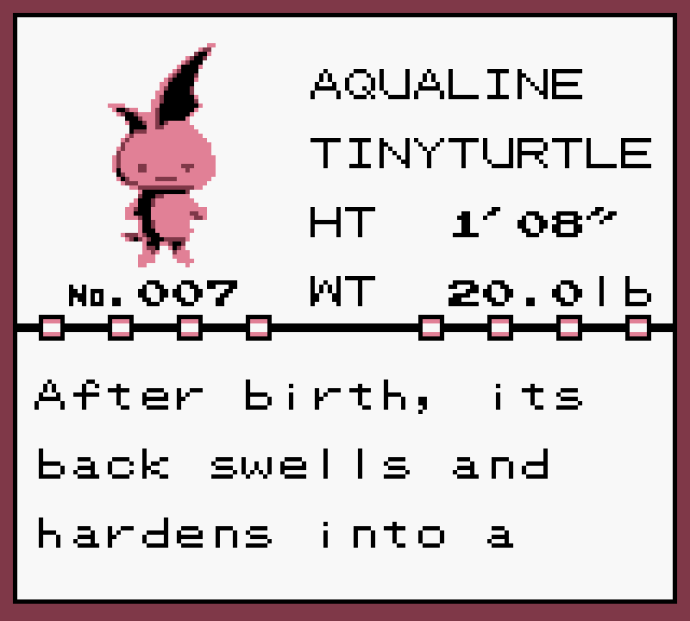 AQUALINE
TINYTURTLE
HT 1′08″
No.007 WT 20.0lb
After birth, its
back swells and
hardens into a